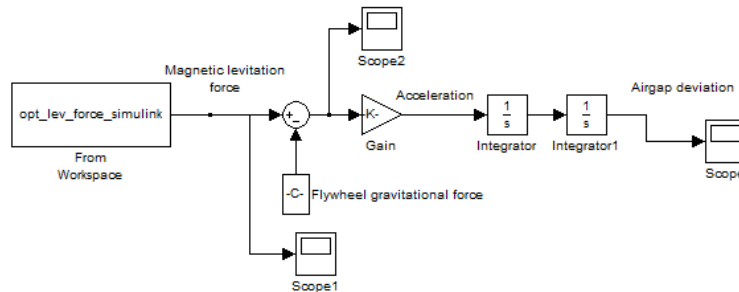 Scope2
Magnetic levitation
force
Acceleration
Airgap deviation
opt_lev_force_simulink
+
−
K-
1
s
1
s
From
Workspace
Gain
Integrator
Integrator1
Scope
-C-
Flywheel gravitational force
Scope1